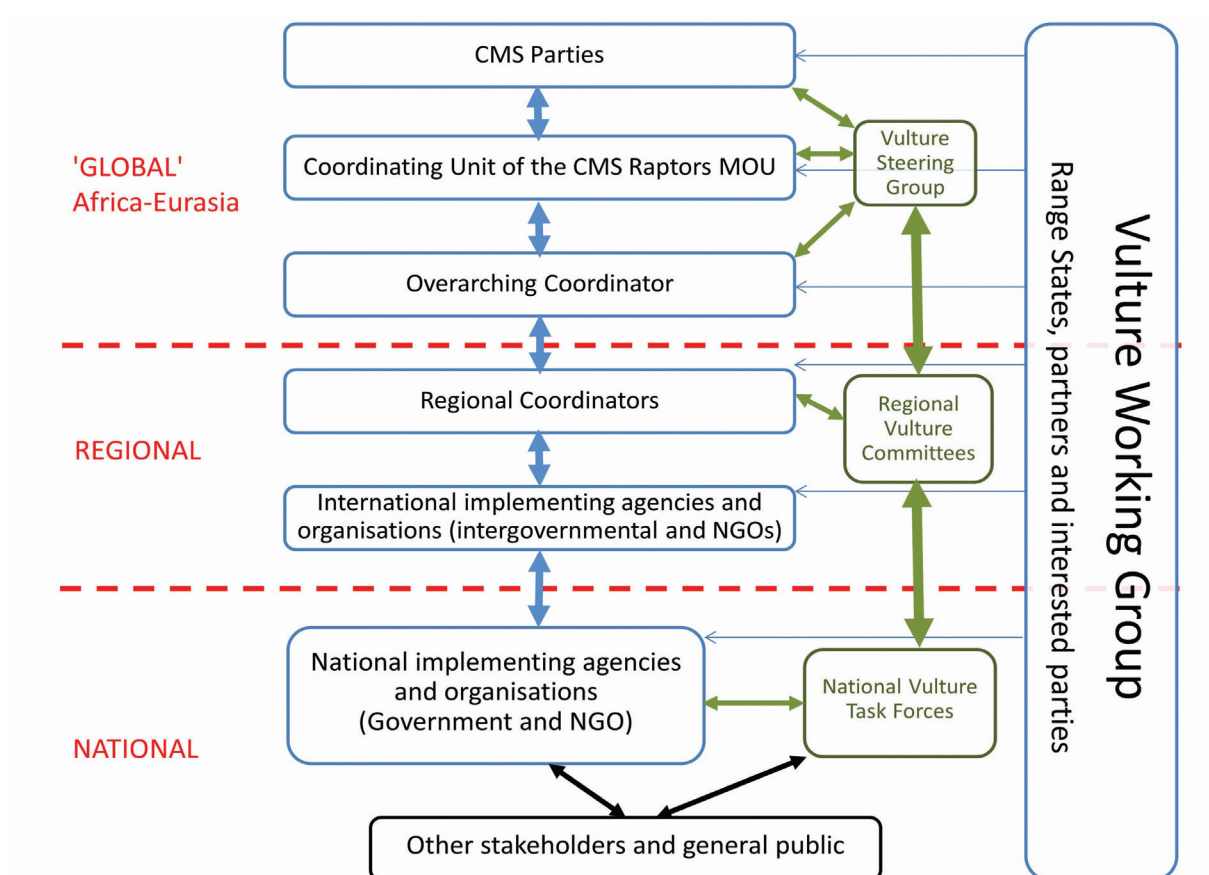 CMS Parties
'GLOBAL'
Africa-Eurasia
Coordinating Unit of the CMS Raptors MOU
Vulture
Steering
Group
Overarching Coordinator
REGIONAL
Regional Coordinators
Regional
Vulture
Committees
International implementing agencies and
organisations (intergovernmental and NGOs)
NATIONAL
National implementing agencies
and organisations
(Government and NGO)
National Vulture
Task Forces
Other stakeholders and general public
Vulture Working Group
Range States, partners and interested parties